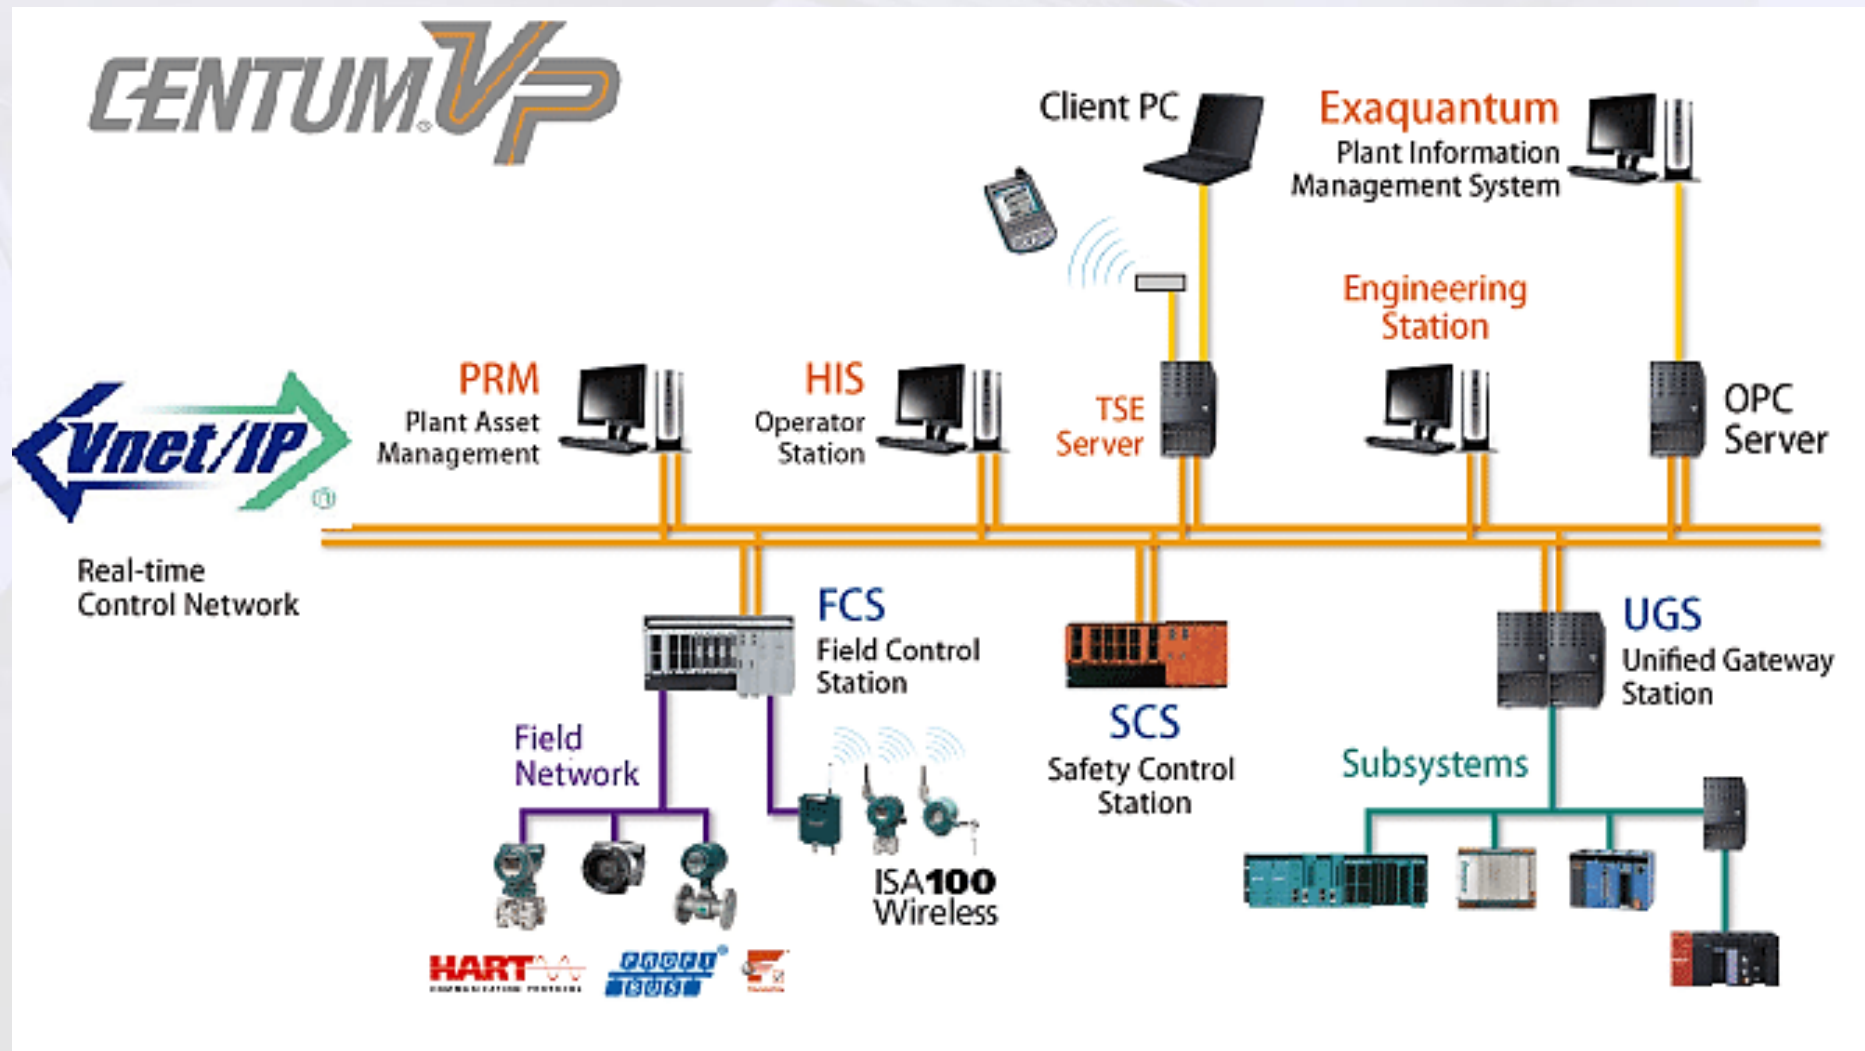 CENTUM VP
Client PC
Exaquantum
Plant Information
Management System
Engineering
Station
PRM
Plant Asset
Management
HIS
Operator
Station
TSE
Server
OPC
Server
Vnet/IP
®
Real-time
Control Network
FCS
Field Control
Station
SCS
Safety Control
Station
UGS
Unified Gateway
Station
Field
Network
Subsystems
ISA100
Wireless
HART
COMMUNICATION PROTOCOL
PROFI
BUS
®